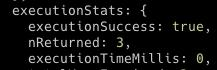 executionStats: {
executionSuccess: true,
nReturned: 3,
executionTimeMillis: 0,